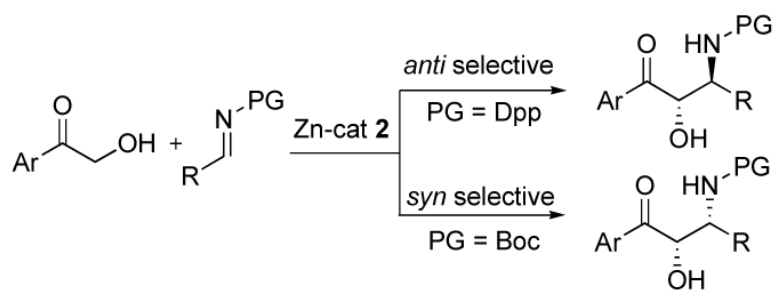 O
Ar
OH
+
N
PG
R
Zn-cat 2
anti selective
PG = Dpp
syn selective
PG = Boc
O
HN
PG
Ar
R
OH
O
HN
PG
Ar
R
OH